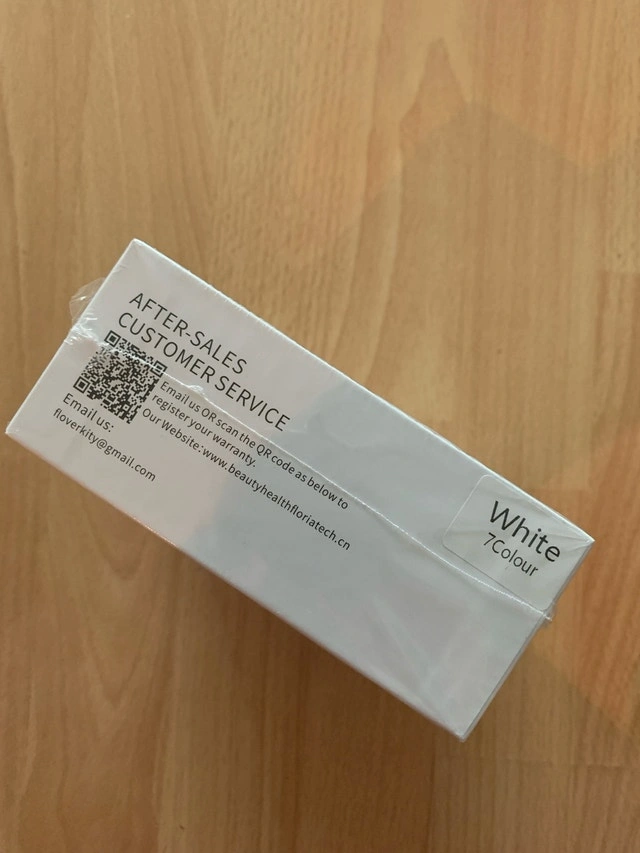 AFTER-SALES
CUSTOMER SERVICE
Email us OR scan the QR code as below to
register your warranty.
Our Website: www.beautyhealthfloriatech.cn
Email us:
floverkity@gmail.com
White
7Colour